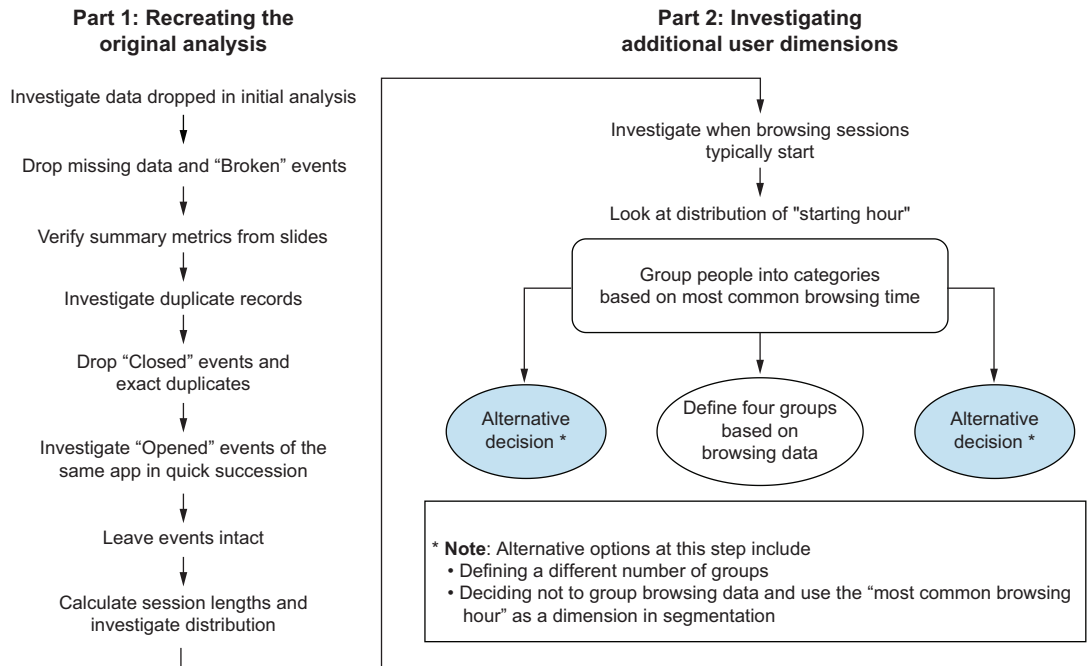 Part 1: Recreating the
original analysis
Investigate data dropped in initial analysis
Drop missing data and “Broken” events
Verify summary metrics from slides
Investigate duplicate records
Drop “Closed” events and
exact duplicates
Investigate “Opened” events of the
same app in quick succession
Leave events intact
Calculate session lengths and
investigate distribution
Part 2: Investigating
additional user dimensions
Investigate when browsing sessions
typically start
Look at distribution of "starting hour"
Group people into categories
based on most common browsing time
Alternative
decision *
Define four groups
based on
browsing data
Alternative
decision *
* Note: Alternative options at this step include
• Defining a different number of groups
• Deciding not to group browsing data and use the “most common browsing
hour” as a dimension in segmentation